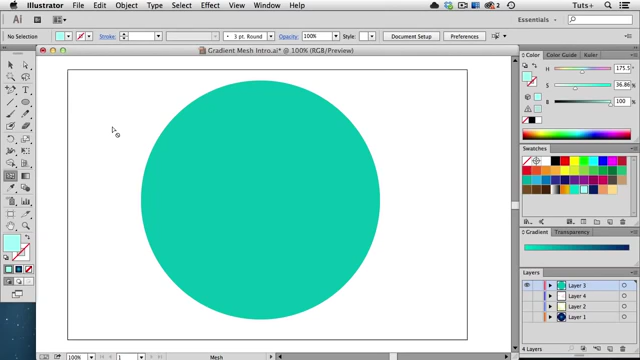 Illustrator File Edit Object Type Select Effect View Window Help 2 Tuts+
Ai Br Essentials
No Selection Stroke: 3 pt. Round Opacity: 100% Style: Document Setup Preferences
Gradient Mesh Intro.ai* @ 100% (RGB/Preview)
Color Color Guide Kuler
H 175.5
S 36.86
B 100
Swatches
Gradient Transparency
Layers
Layer 3
Layer 4
Layer 2
Layer 1
4 Layers
100% 1 Mesh